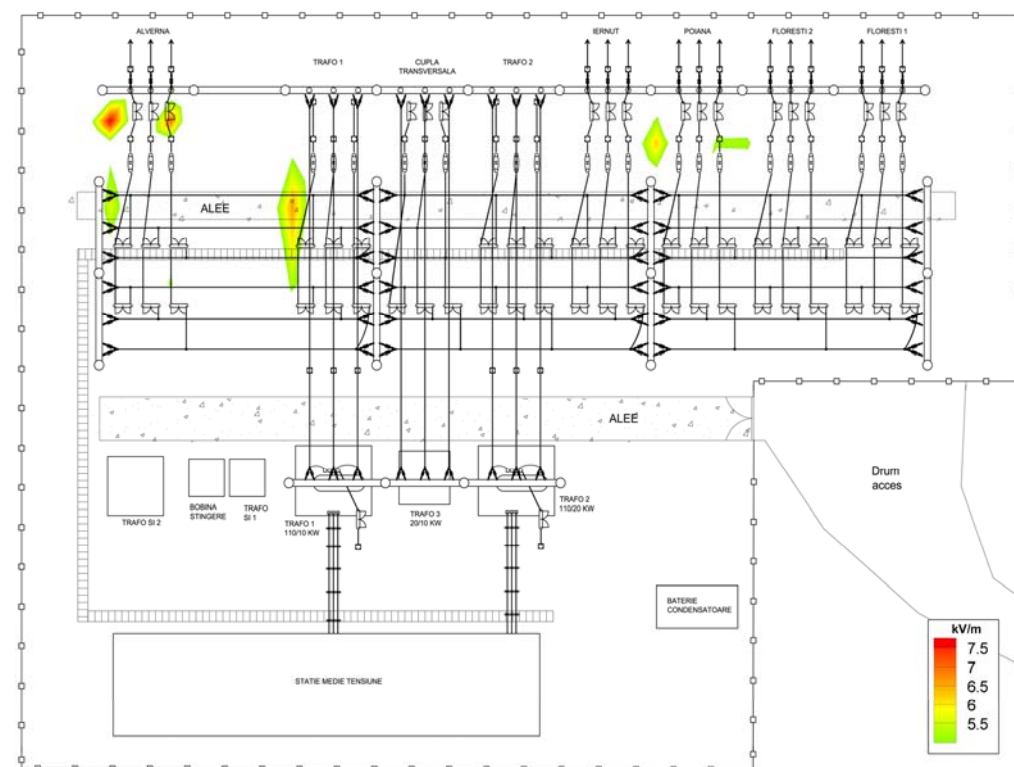 ALVERNA
TRAFO 1
CUPLA
TRANSVERSALA
TRAFO 2
IERNUT
POIANA
FLORESTI 2
FLORESTI 1
ALEE
ALEE
Drum
acces
TRAFO SI 2
BOBINA
STINGERE
TRAFO
SI 1
TRAFO 1
110/10 KW
TRAFO 3
20/10 KW
TRAFO 2
110/20 KW
BATERIE
CONDENSATOARE
STATIE MEDIE TENSIUNE
kV/m
7.5
7
6.5
6
5.5